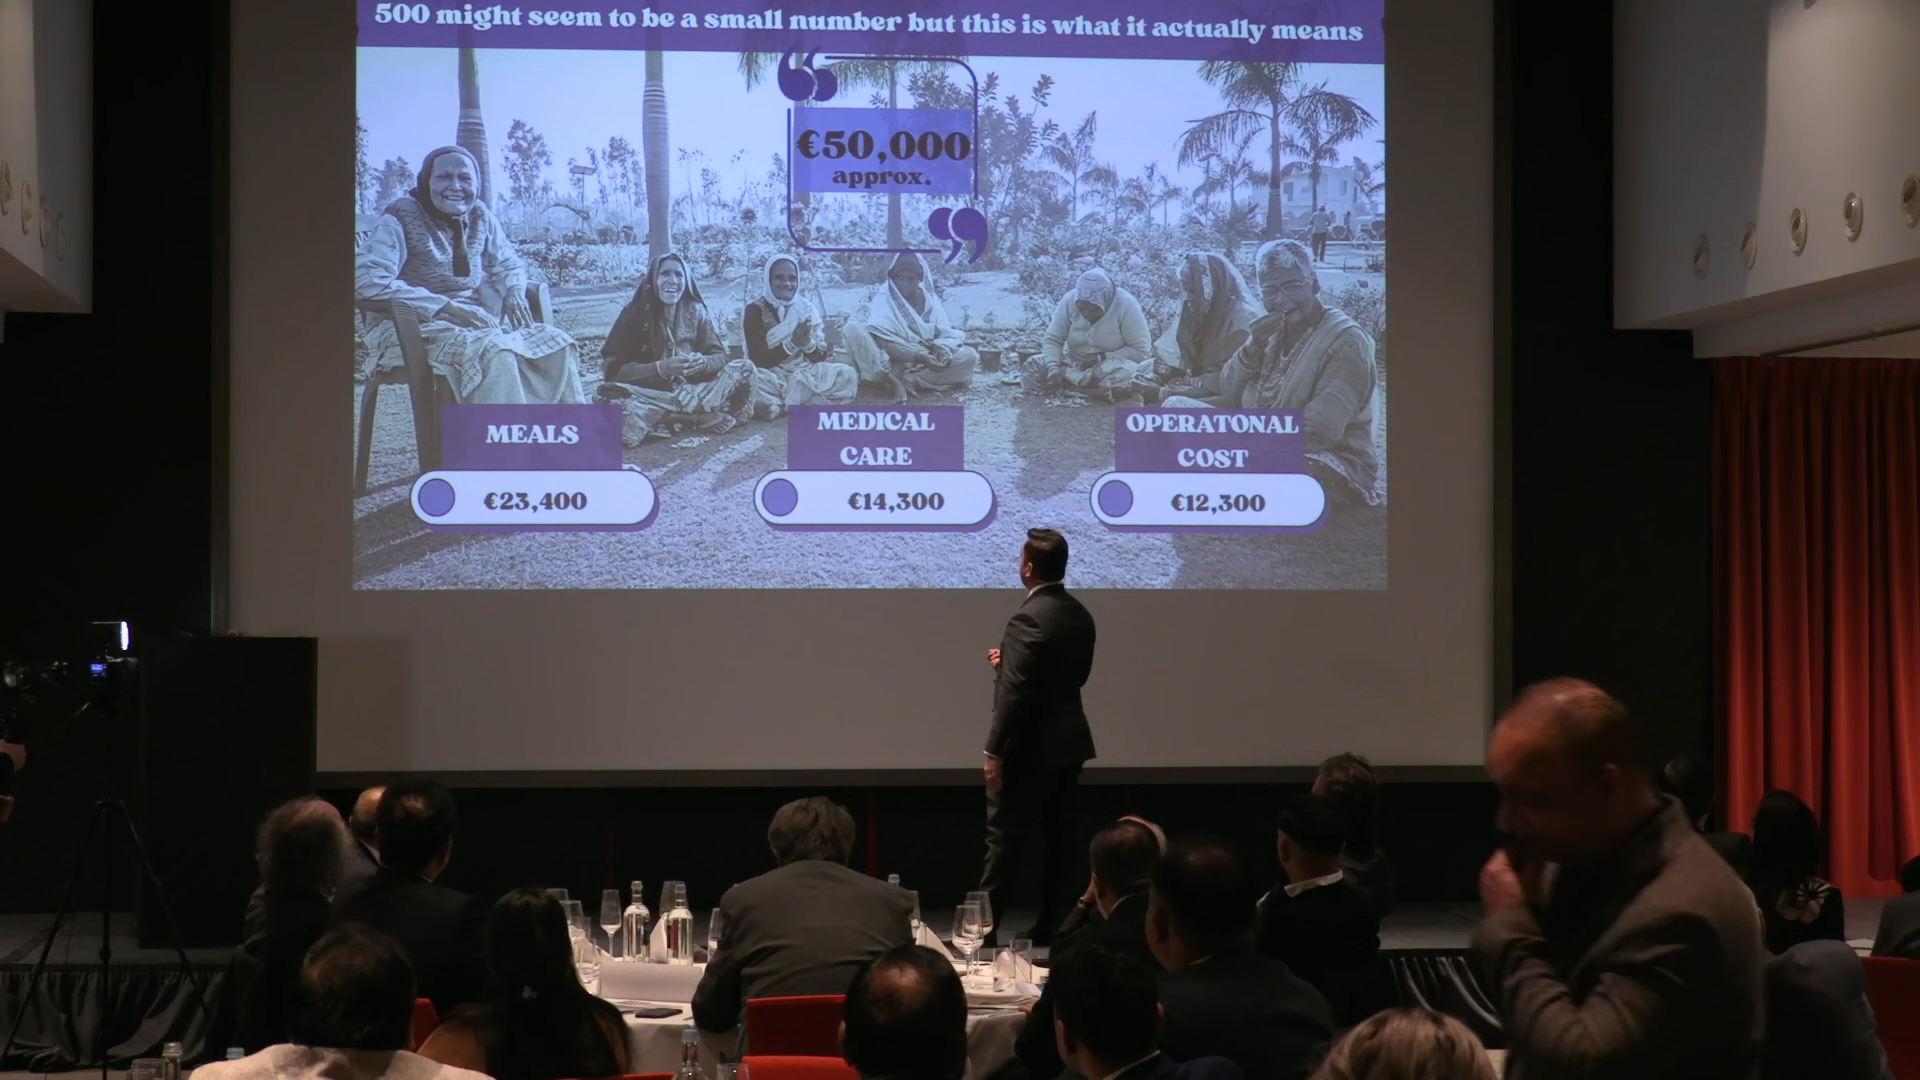 500 might seem to be a small number but this is what it actually means
€50,000
approx.
MEALS
MEDICAL
CARE
OPERATONAL
COST
€23,400
€14,300
€12,300